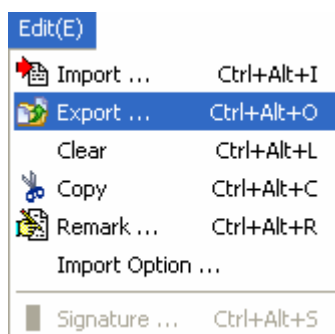 Edit(E)
Import ... Ctrl+Alt+I
Export ... Ctrl+Alt+O
Clear Ctrl+Alt+L
Copy Ctrl+Alt+C
Remark ... Ctrl+Alt+R
Import Option ...
Signature ... Ctrl+Alt+S